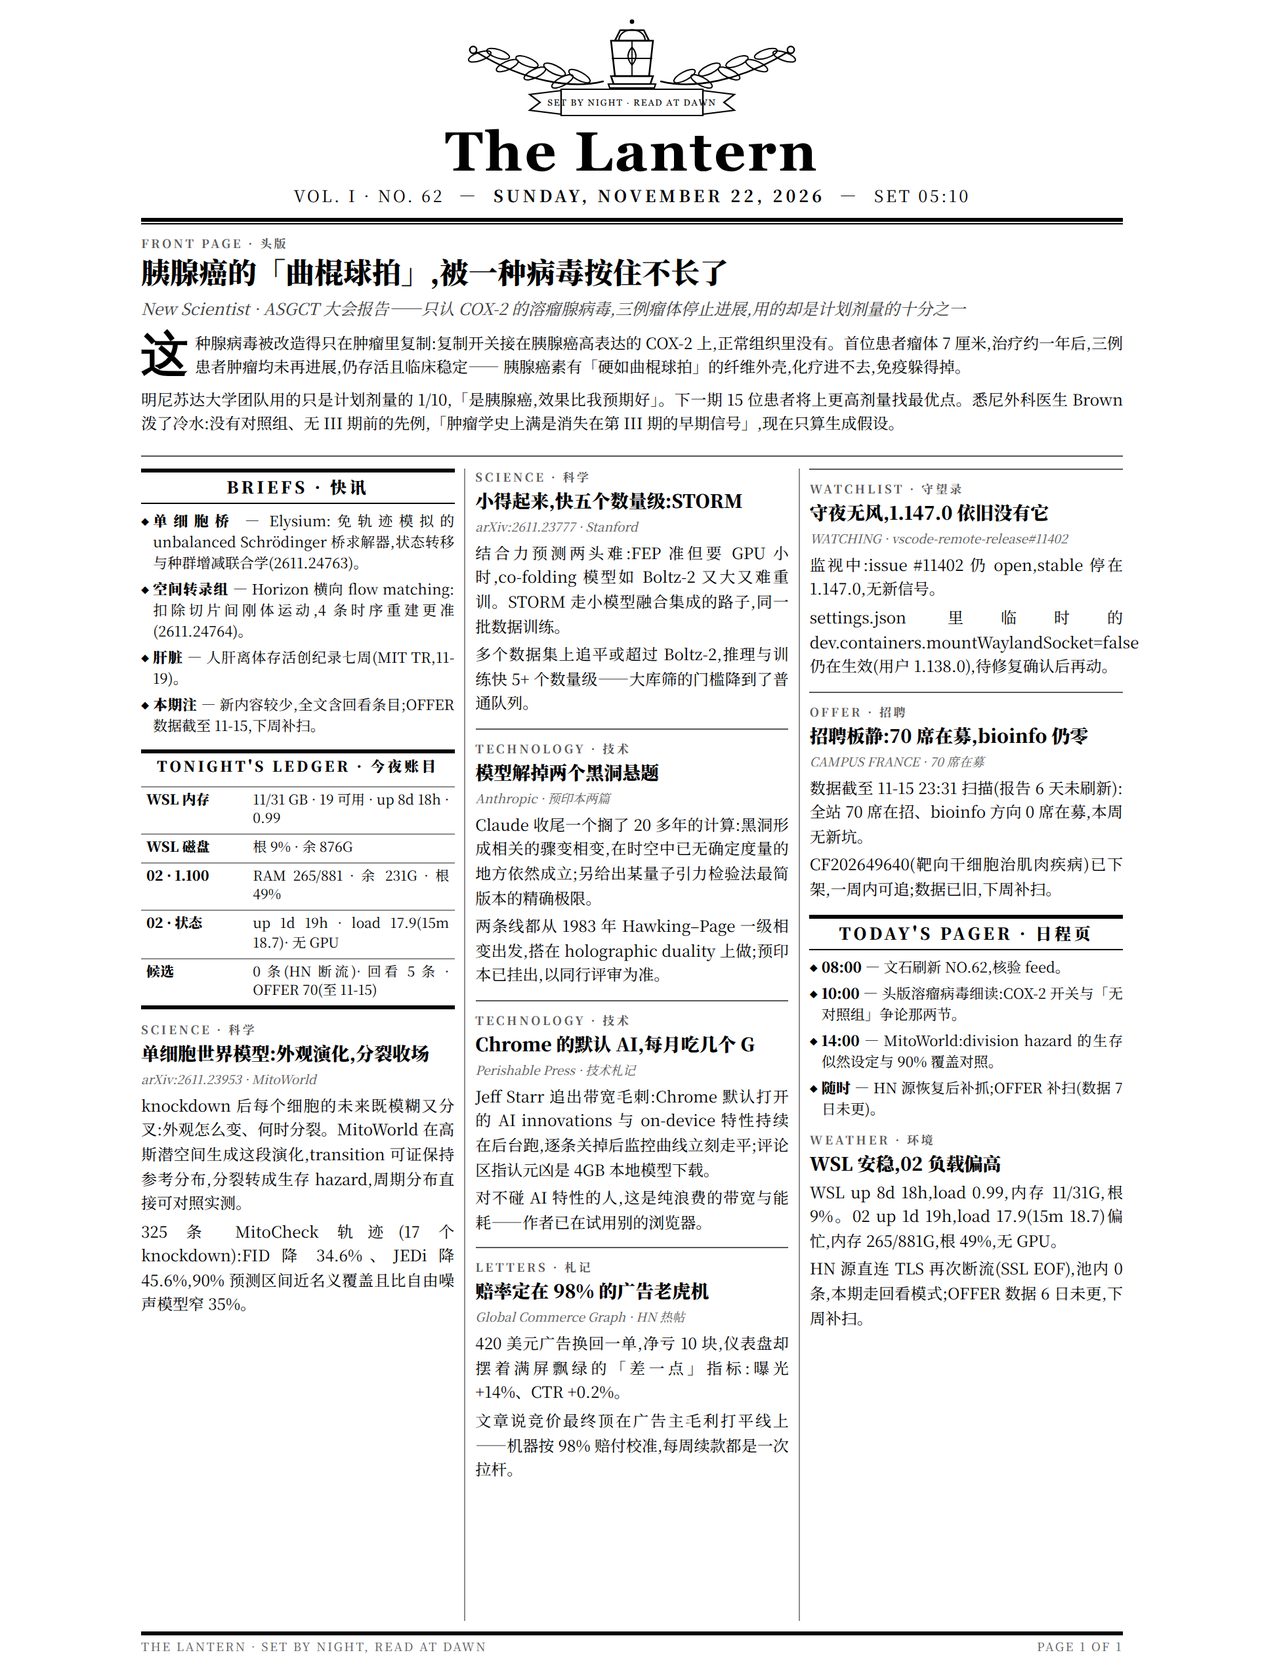 SET BY NIGHT · READ AT DAWN
The Lantern
VOL. I · NO. 62 — SUNDAY, NOVEMBER 22, 2026 — SET 05:10
FRONT PAGE · 头版
胰腺癌的「曲棍球拍」,被一种病毒按住不长了
New Scientist · ASGCT 大会报告——只认 COX-2 的溶瘤腺病毒,三例瘤体停止进展,用的却是计划剂量的十分之一
这种腺病毒被改造得只在肿瘤里复制:复制开关接在胰腺癌高表达的 COX-2 上,正常组织里没有。首位患者瘤体 7 厘米,治疗约一年后,三例
患者肿瘤均未再进展,仍存活且临床稳定—— 胰腺癌素有「硬如曲棍球拍」的纤维外壳,化疗进不去,免疫躲得掉。
明尼苏达大学团队用的只是计划剂量的 1/10,「是胰腺癌,效果比我预期好」。下一期 15 位患者将上更高剂量找最优点。悉尼外科医生 Brown
泼了冷水:没有对照组、无 III 期前的先例,「肿瘤学史上满是消失在第 III 期的早期信号」,现在只算生成假设。
BRIEFS · 快讯
◆ 单细胞桥 — Elysium: 免轨迹模拟的
unbalanced Schrödinger 桥求解器,状态转移
与种群增减联合学(2611.24763)。
◆ 空间转录组 — Horizon 横向 flow matching:
扣除切片间刚体运动,4 条时序重建更准
(2611.24764)。
◆ 肝脏 — 人肝离体存活创纪录七周(MIT TR,11-
19)。
◆ 本期注 — 新内容较少,全文含回看条目;OFFER
数据截至 11-15,下周补扫。
TONIGHT'S LEDGER · 今夜账目
WSL 内存 11/31 GB · 19 可用 · up 8d 18h ·
0.99
WSL 磁盘 根 9% · 余 876G
02 · 1.100 RAM 265/881 · 余 231G · 根
49%
02 · 状态 up 1d 19h · load 17.9(15m
18.7)· 无 GPU
候选 0 条(HN 断流)· 回看 5 条 ·
OFFER 70(至 11-15)
SCIENCE · 科学
单细胞世界模型:外观演化,分裂收场
arXiv:2611.23953 · MitoWorld
knockdown 后每个细胞的未来既模糊又分
叉:外观怎么变、何时分裂。MitoWorld 在高
斯潜空间生成这段演化,transition 可证保持
参考分布,分裂转成生存 hazard,周期分布直
接可对照实测。
325 条 MitoCheck 轨迹(17 个
knockdown):FID 降 34.6%、JEDi 降
45.6%,90% 预测区间近名义覆盖且比自由噪
声模型窄 35%。
SCIENCE · 科学
小得起来,快五个数量级:STORM
arXiv:2611.23777 · Stanford
结合力预测两头难:FEP 准但要 GPU 小
时,co-folding 模型如 Boltz-2 又大又难重
训。STORM 走小模型融合集成的路子,同一
批数据训练。
多个数据集上追平或超过 Boltz-2,推理与训
练快 5+ 个数量级——大库筛的门槛降到了普
通队列。
TECHNOLOGY · 技术
模型解掉两个黑洞悬题
Anthropic · 预印本两篇
Claude 收尾一个搁了 20 多年的计算:黑洞形
成相关的骤变相变,在时空中已无确定度量的
地方依然成立;另给出某量子引力检验法最简
版本的精确极限。
两条线都从 1983 年 Hawking–Page 一级相
变出发,搭在 holographic duality 上做;预印
本已挂出,以同行评审为准。
TECHNOLOGY · 技术
Chrome 的默认 AI,每月吃几个 G
Perishable Press · 技术札记
Jeff Starr 追出带宽毛刺:Chrome 默认打开
的 AI innovations 与 on-device 特性持续
在后台跑,逐条关掉后监控曲线立刻走平;评论
区指认元凶是 4GB 本地模型下载。
对不碰 AI 特性的人,这是纯浪费的带宽与能
耗——作者已在试用别的浏览器。
LETTERS · 札记
赔率定在 98% 的广告老虎机
Global Commerce Graph · HN 热帖
420 美元广告换回一单,净亏 10 块,仪表盘却
摆着满屏飘绿的「差一点」指标:曝光
+14%、CTR +0.2%。
文章说竞价最终顶在广告主毛利打平线上
——机器按 98% 赔付校准,每周续款都是一次
拉杆。
WATCHLIST · 守望录
守夜无风,1.147.0 依旧没有它
WATCHING · vscode-remote-release#11402
监视中:issue #11402 仍 open,stable 停在
1.147.0,无新信号。
settings.json 里临时的
dev.containers.mountWaylandSocket=false
仍在生效(用户 1.138.0),待修复确认后再动。
OFFER · 招聘
招聘板静:70 席在募,bioinfo 仍零
CAMPUS FRANCE · 70 席在募
数据截至 11-15 23:31 扫描(报告 6 天未刷新):
全站 70 席在招、bioinfo 方向 0 席在募,本周
无新坑。
CF202649640(靶向干细胞治肌肉疾病)已下
架,一周内可追;数据已旧,下周补扫。
TODAY'S PAGER · 日程页
◆ 08:00 — 文石刷新 NO.62,核验 feed。
◆ 10:00 — 头版溶瘤病毒细读:COX-2 开关与「无
对照组」争论那两节。
◆ 14:00 — MitoWorld:division hazard 的生存
似然设定与 90% 覆盖对照。
◆ 随时 — HN 源恢复后补抓;OFFER 补扫(数据 7
日未更)。
WEATHER · 环境
WSL 安稳,02 负载偏高
WSL up 8d 18h,load 0.99,内存 11/31G,根
9%。02 up 1d 19h,load 17.9(15m 18.7)偏
忙,内存 265/881G,根 49%,无 GPU。
HN 源直连 TLS 再次断流(SSL EOF),池内 0
条,本期走回看模式;OFFER 数据 6 日未更,下
周补扫。
THE LANTERN · SET BY NIGHT, READ AT DAWN
PAGE 1 OF 1